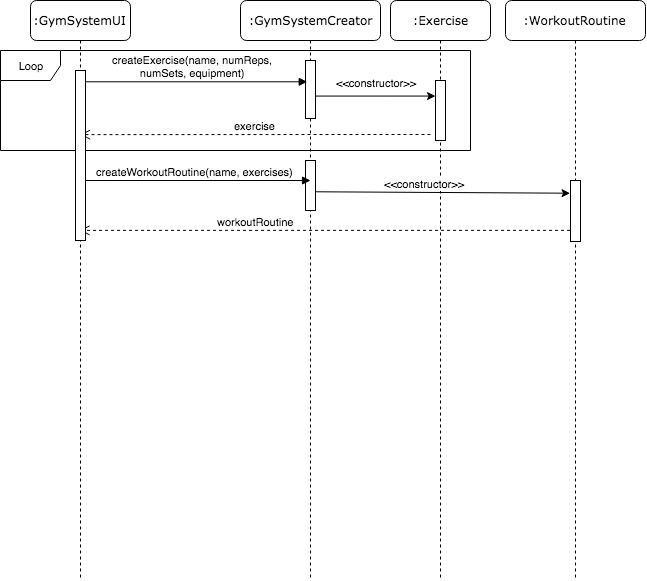 :GymSystemUI
:GymSystemCreator
:Exercise
:WorkoutRoutine
Loop
createExercise(name, numReps,
numSets, equipment)
<<constructor>>
exercise
createWorkoutRoutine(name, exercises)
<<constructor>>
workoutRoutine